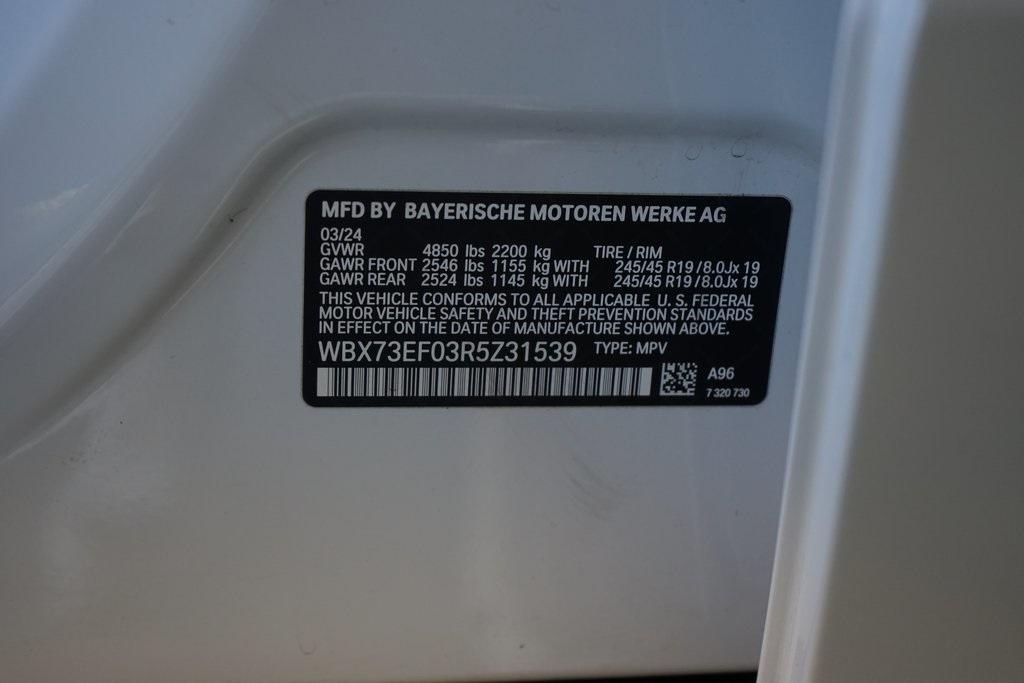 MFD BY BAYERISCHE MOTOREN WERKE AG
03/24
GVWR 4850 lbs 2200 kg TIRE / RIM
GAWR FRONT 2546 lbs 1155 kg WITH 245/45 R19 / 8.0Jx 19
GAWR REAR 2524 lbs 1145 kg WITH 245/45 R19 / 8.0Jx 19
THIS VEHICLE CONFORMS TO ALL APPLICABLE U. S. FEDERAL
MOTOR VEHICLE SAFETY AND THEFT PREVENTION STANDARDS
IN EFFECT ON THE DATE OF MANUFACTURE SHOWN ABOVE.
WBX73EF03R5Z31539 TYPE: MPV
A96
7 320 730